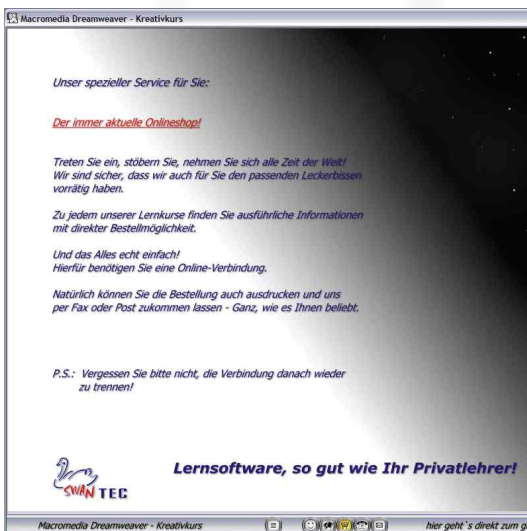 Macromedia Dreamweaver - Kreativkurs
Unser spezieller Service für Sie:
Der immer aktuelle Onlineshop!
Treten Sie ein, stöbern Sie, nehmen Sie sich alle Zeit der Welt!
Wir sind sicher, dass wir auch für Sie den passenden Leckerbissen
vorrätig haben.
Zu jedem unserer Lernkurse finden Sie ausführliche Informationen
mit direkter Bestellmöglichkeit.
Und das Alles echt einfach!
Hierfür benötigen Sie eine Online-Verbindung.
Natürlich können Sie die Bestellung auch ausdrucken und uns
per Fax oder Post zukommen lassen - Ganz, wie es Ihnen beliebt.
P.S.: Vergessen Sie bitte nicht, die Verbindung danach wieder
zu trennen!
Lernsoftware, so gut wie Ihr Privatlehrer!
SWANTEC
Macromedia Dreamweaver - Kreativkurs
hier geht`s direkt zum